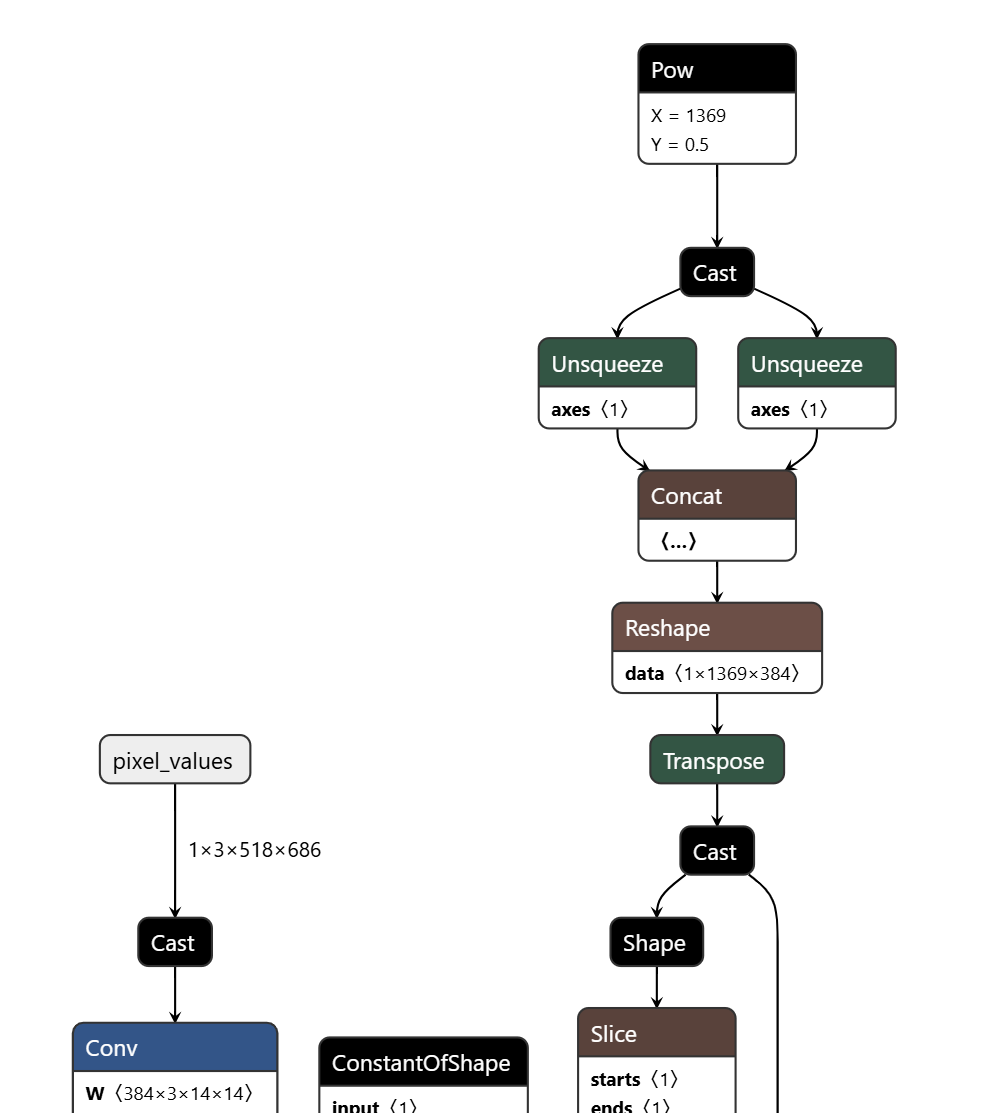 Pow
X = 1369
Y = 0.5
Cast
Unsqueeze
axes 〈1〉
Unsqueeze
axes 〈1〉
Concat
〈...〉
Reshape
data 〈1×1369×384〉
pixel_values
Transpose
1×3×518×686
Cast
Cast
Shape
Conv
W 〈384×3×14×14〉
ConstantOfShape
input 〈1〉
Slice
starts 〈1〉
ends 〈1〉